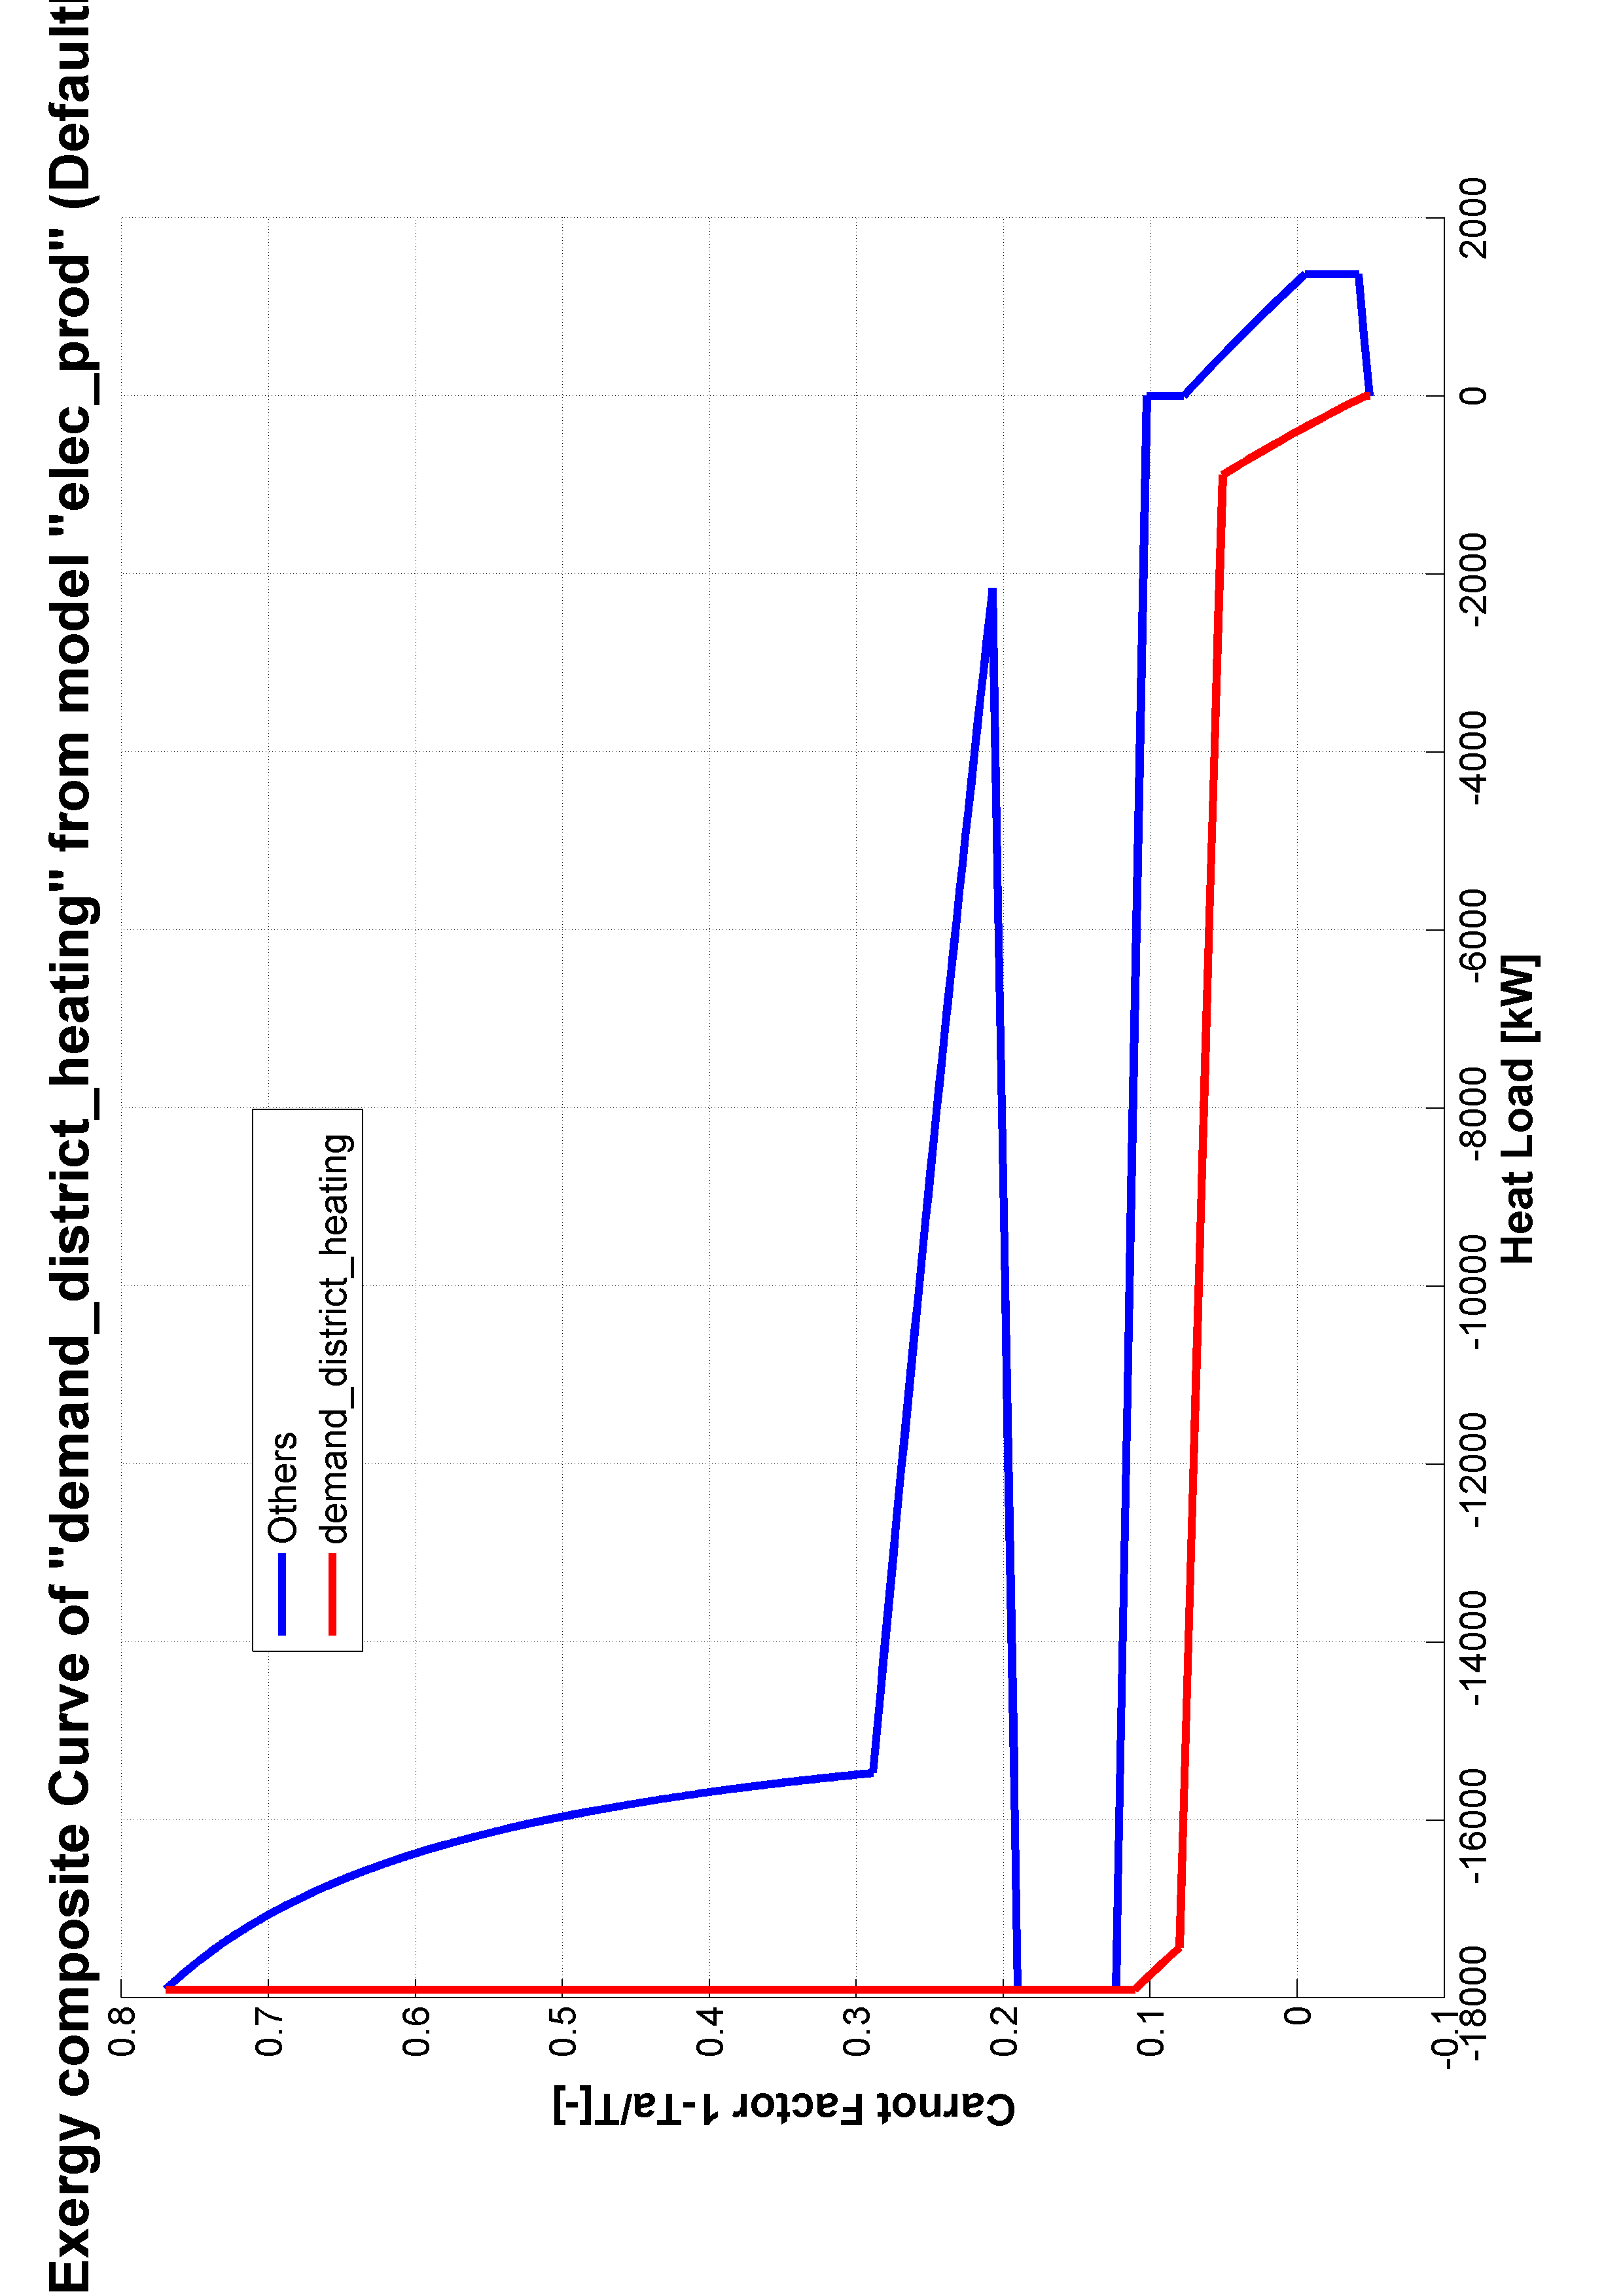 Exergy composite Curve of "demand_district_heating" from model "elec_prod" (Default
Others
demand_district_heating
0.8
0.7
0.6
0.5
0.4
0.3
0.2
0.1
0
-0.1
Carnot Factor 1-Ta/T[-]
-18000 -16000 -14000 -12000 -10000 -8000 -6000 -4000 -2000 0 2000
Heat Load [kW]